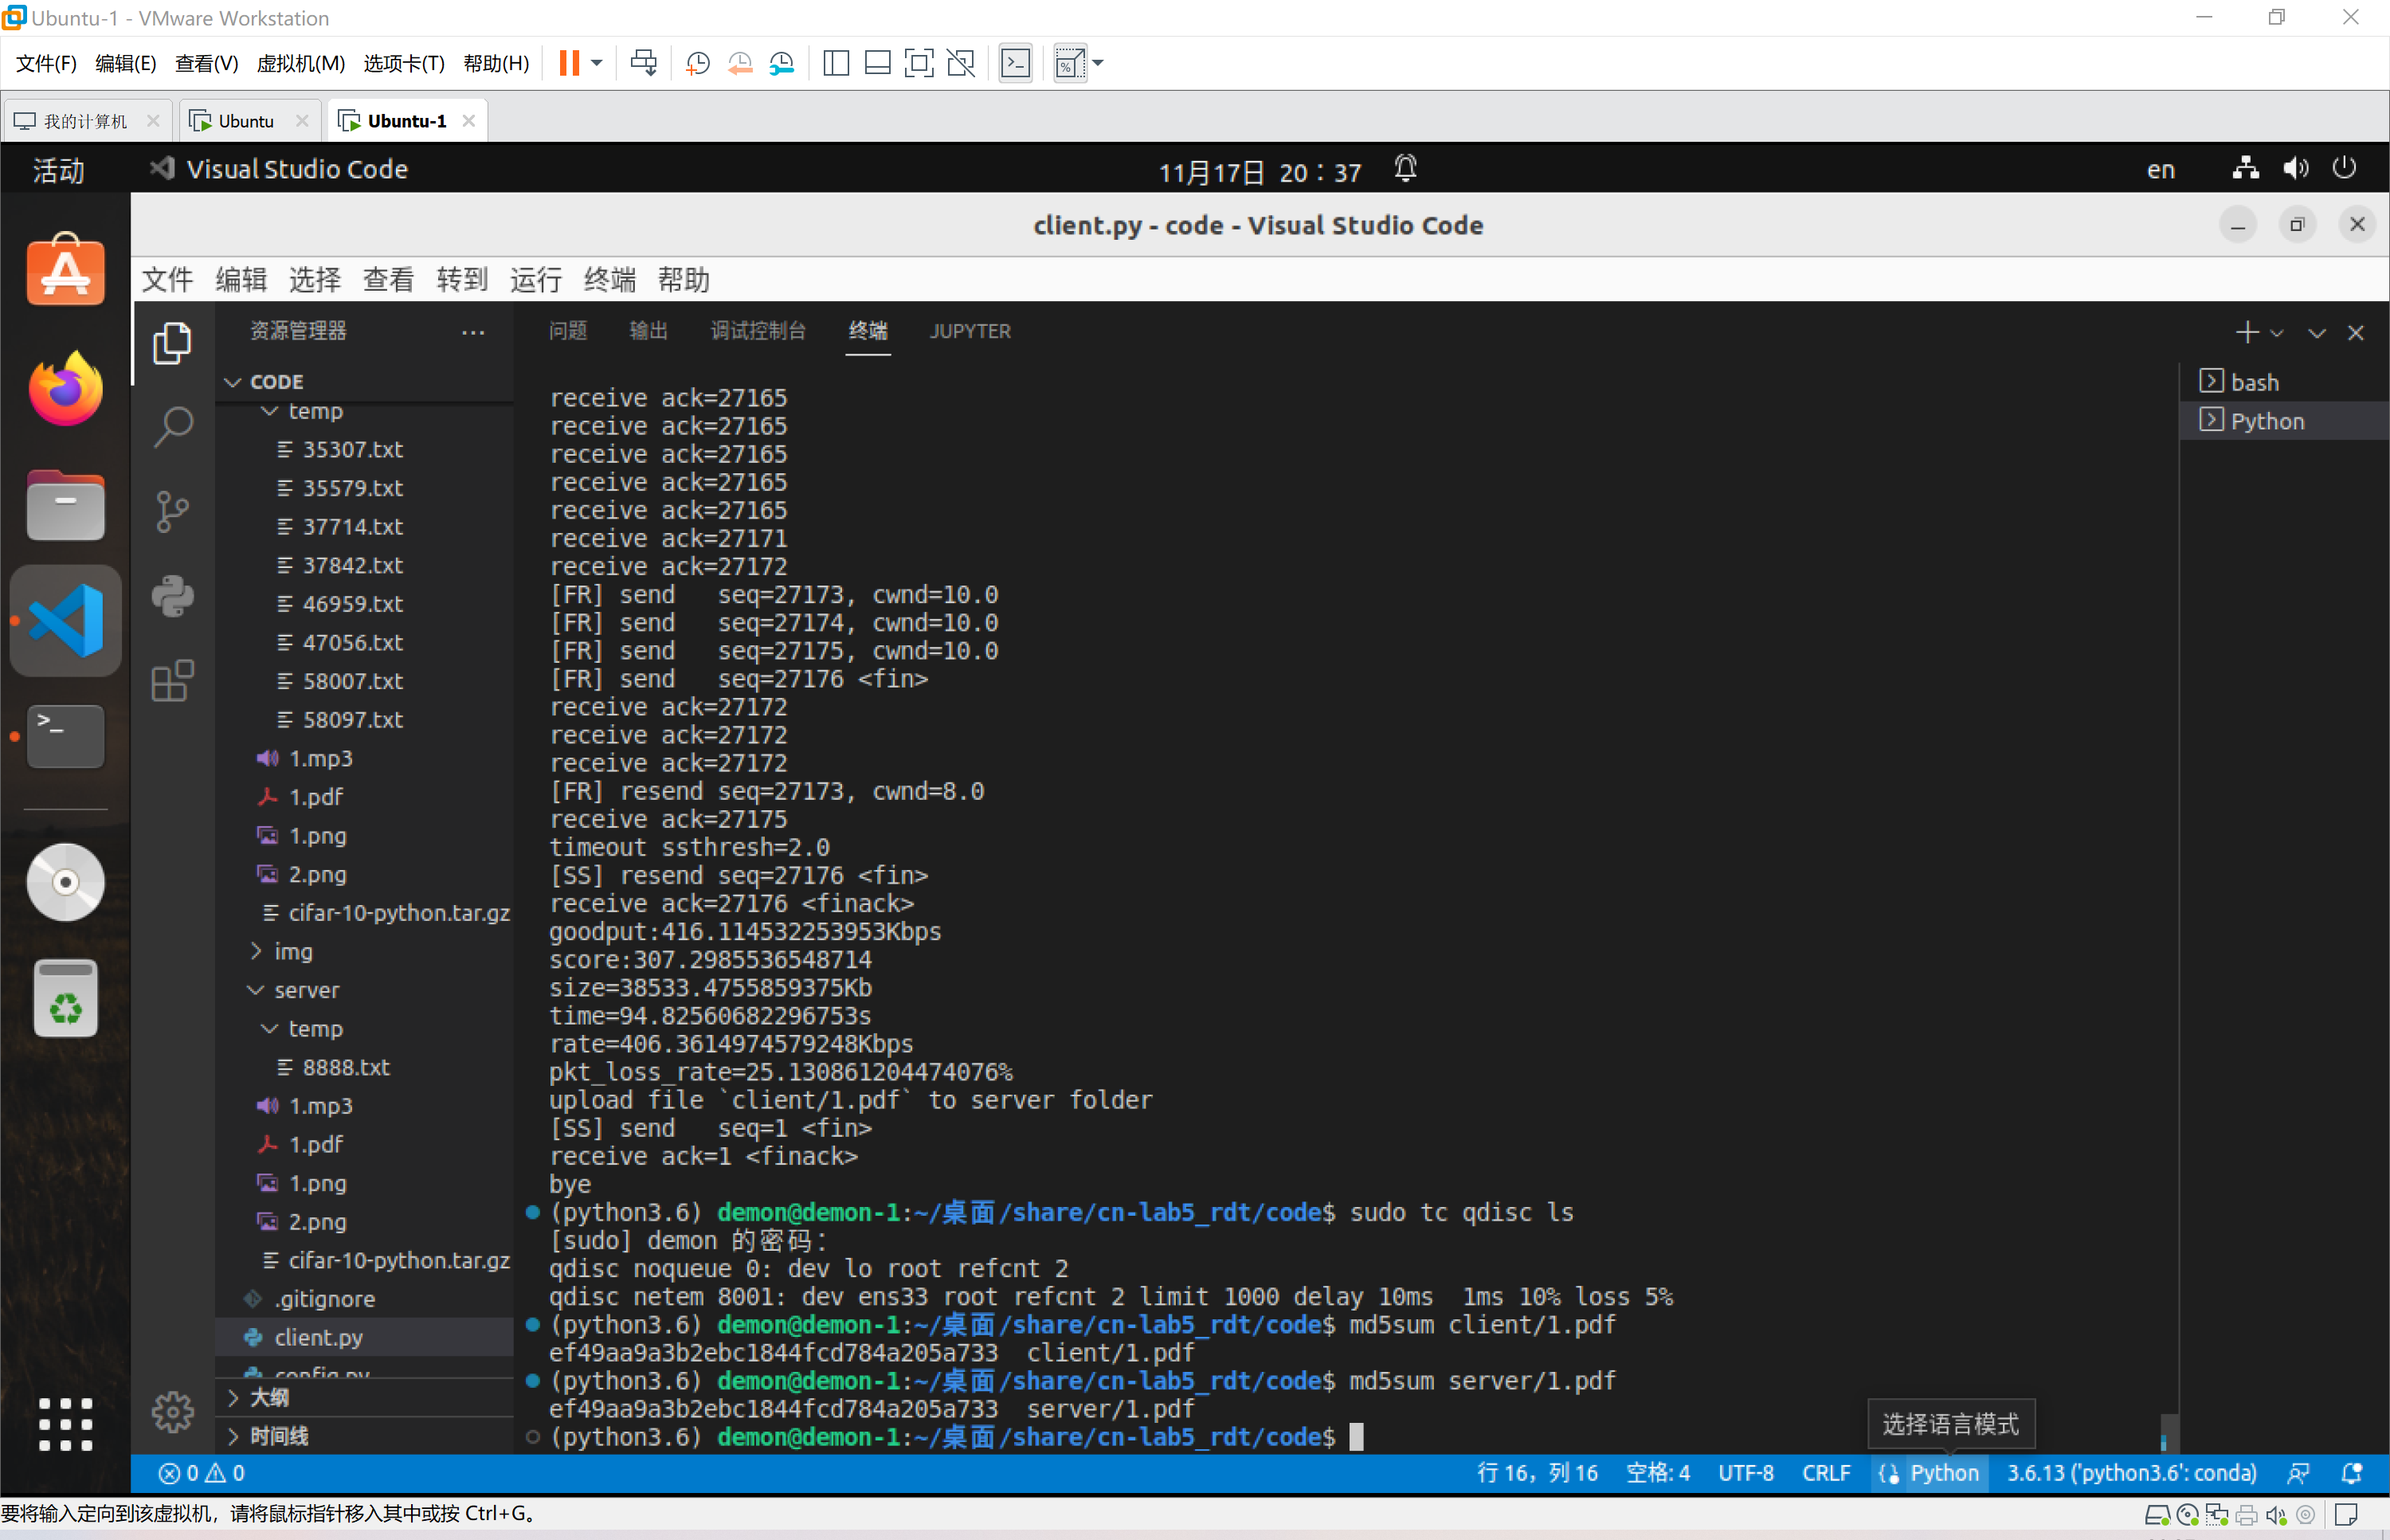 Ubuntu-1 - VMware Workstation
文件(F) 编辑(E) 查看(V) 虚拟机(M) 选项卡(T) 帮助(H)
我的计算机
Ubuntu
Ubuntu-1
活动
Visual Studio Code
11月17日 20：37
en
client.py - code - Visual Studio Code
文件 编辑 选择 查看 转到 运行 终端 帮助
资源管理器
CODE
temp
35307.txt
35579.txt
37714.txt
37842.txt
46959.txt
47056.txt
58007.txt
58097.txt
1.mp3
1.pdf
1.png
2.png
cifar-10-python.tar.gz
img
server
temp
8888.txt
1.mp3
1.pdf
1.png
2.png
cifar-10-python.tar.gz
.gitignore
client.py
config.py
大纲
时间线
问题 输出 调试控制台 终端 JUPYTER
receive ack=27165
receive ack=27165
receive ack=27165
receive ack=27165
receive ack=27165
receive ack=27171
receive ack=27172
[FR] send   seq=27173, cwnd=10.0
[FR] send   seq=27174, cwnd=10.0
[FR] send   seq=27175, cwnd=10.0
[FR] send   seq=27176 <fin>
receive ack=27172
receive ack=27172
receive ack=27172
[FR] resend seq=27173, cwnd=8.0
receive ack=27175
timeout ssthresh=2.0
[SS] resend seq=27176 <fin>
receive ack=27176 <finack>
goodput:416.114532253953Kbps
score:307.2985536548714
size=38533.4755859375Kb
time=94.82560682296753s
rate=406.3614974579248Kbps
pkt_loss_rate=25.130861204474076%
upload file `client/1.pdf` to server folder
[SS] send   seq=1 <fin>
receive ack=1 <finack>
bye
(python3.6) demon@demon-1:~/桌面/share/cn-lab5_rdt/code$ sudo tc qdisc ls
[sudo] demon 的密码：
qdisc noqueue 0: dev lo root refcnt 2
qdisc netem 8001: dev ens33 root refcnt 2 limit 1000 delay 10ms  1ms 10% loss 5%
(python3.6) demon@demon-1:~/桌面/share/cn-lab5_rdt/code$ md5sum client/1.pdf
ef49aa9a3b2ebc1844fcd784a205a733  client/1.pdf
(python3.6) demon@demon-1:~/桌面/share/cn-lab5_rdt/code$ md5sum server/1.pdf
ef49aa9a3b2ebc1844fcd784a205a733  server/1.pdf
(python3.6) demon@demon-1:~/桌面/share/cn-lab5_rdt/code$
bash
Python
选择语言模式
0 0
行 16，列 16 空格: 4 UTF-8 CRLF Python 3.6.13 ('python3.6': conda)
要将输入定向到该虚拟机，请将鼠标指针移入其中或按 Ctrl+G。